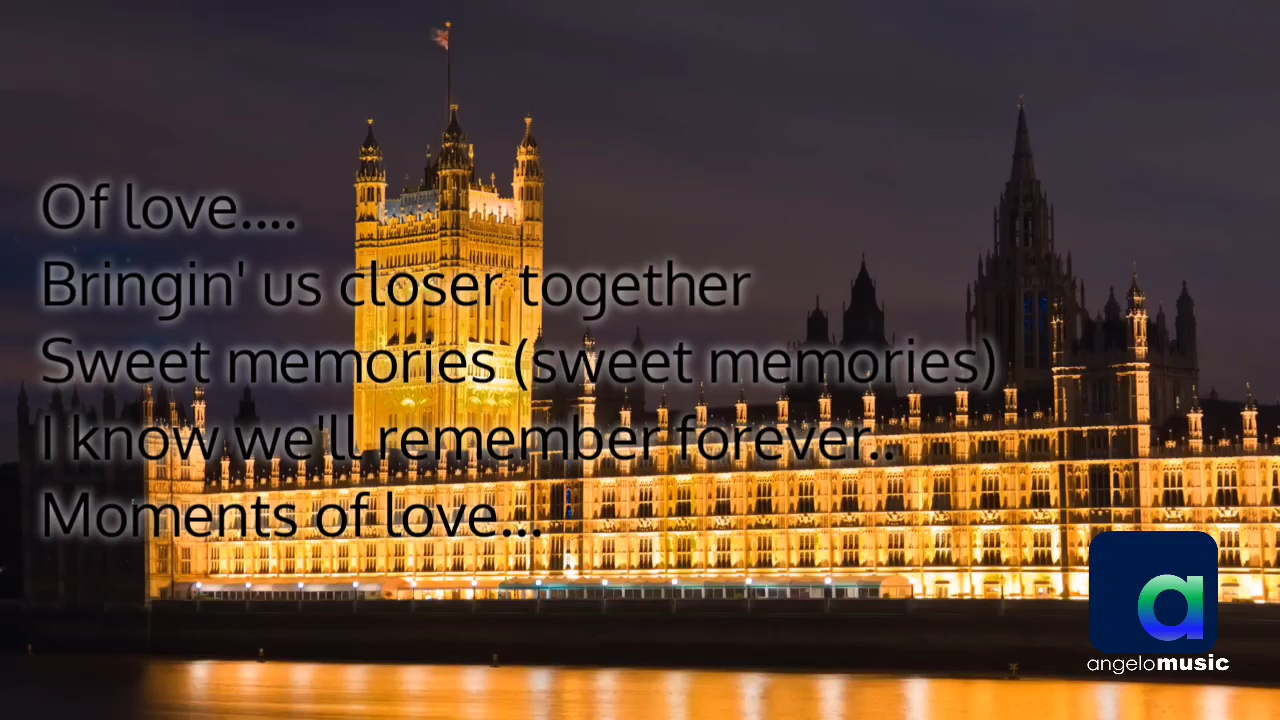 Of love....
Bringin' us closer together
Sweet memories (sweet memories)
I know we'll remember forever..
Moments of love...
a
angelomusic